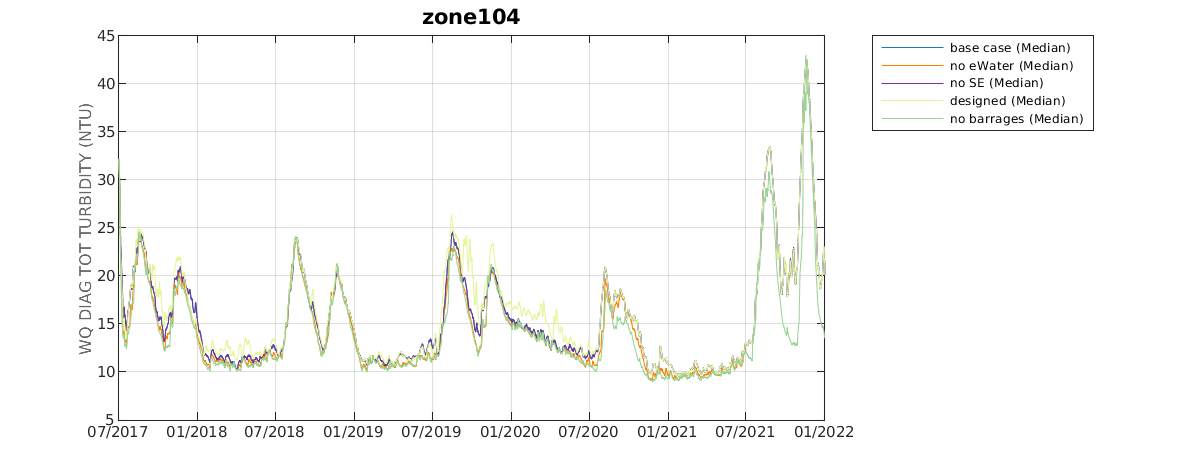 zone104
WQ DIAG TOT TURBIDITY (NTU)
45
40
35
30
25
20
15
10
5
07/2017 01/2018 07/2018 01/2019 07/2019 01/2020 07/2020 01/2021 07/2021 01/2022
base case (Median)
no eWater (Median)
no SE (Median)
designed (Median)
no barrages (Median)